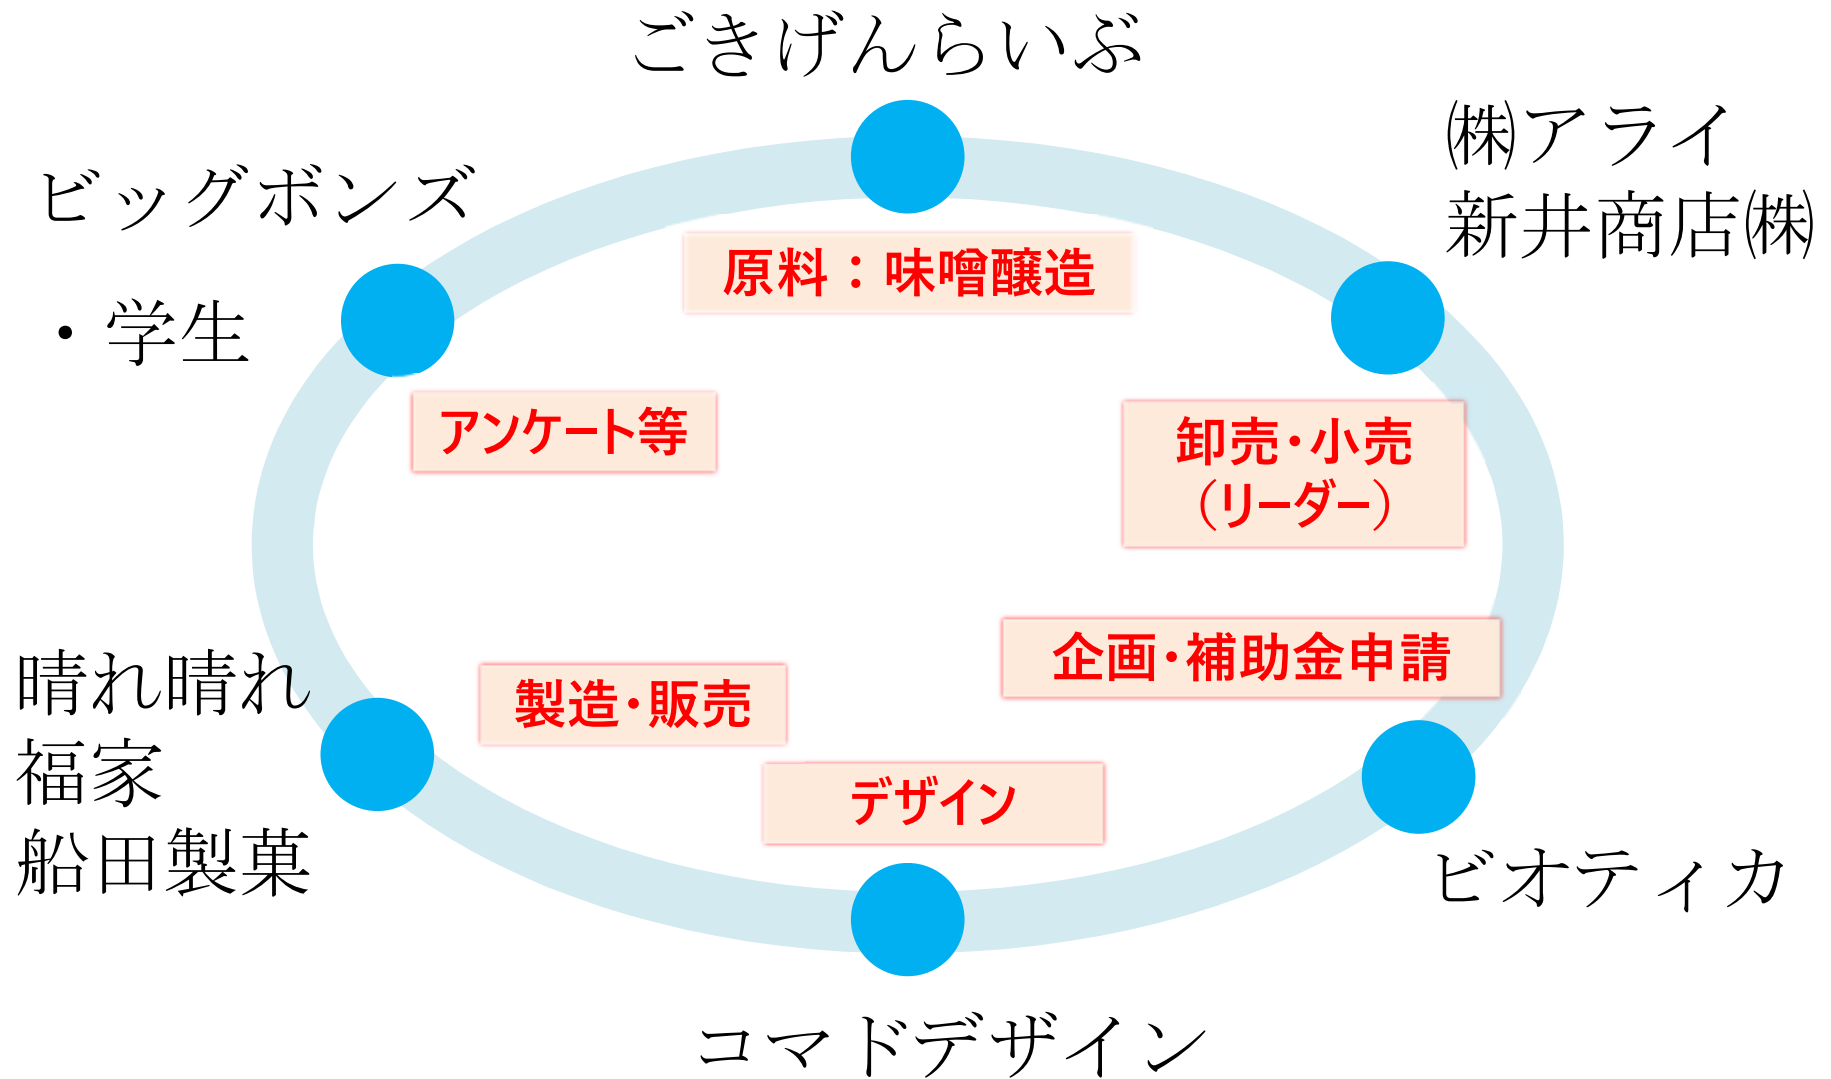 ごきげんらいぶ
㈱アライ
新井商店㈱
ビッグボンズ
・学生
原料：味噌醸造
アンケート等
卸売・小売
（リーダー）
企画・補助金申請
製造・販売
デザイン
晴れ晴れ
福家
船田製菓
ビオティカ
コマドデザイン